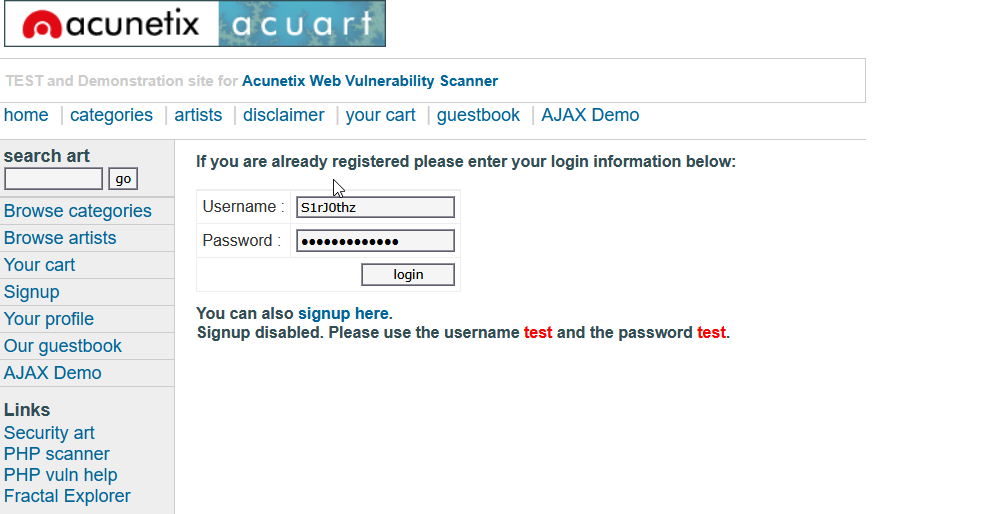 acunetix acuart
TEST and Demonstration site for Acunetix Web Vulnerability Scanner
home | categories | artists | disclaimer | your cart | guestbook | AJAX Demo
search art
go
Browse categories
Browse artists
Your cart
Signup
Your profile
Our guestbook
AJAX Demo
Links
Security art
PHP scanner
PHP vuln help
Fractal Explorer
If you are already registered please enter your login information below:
Username : S1rJ0thz
Password : •••••••••••••
login
You can also signup here.
Signup disabled. Please use the username test and the password test.